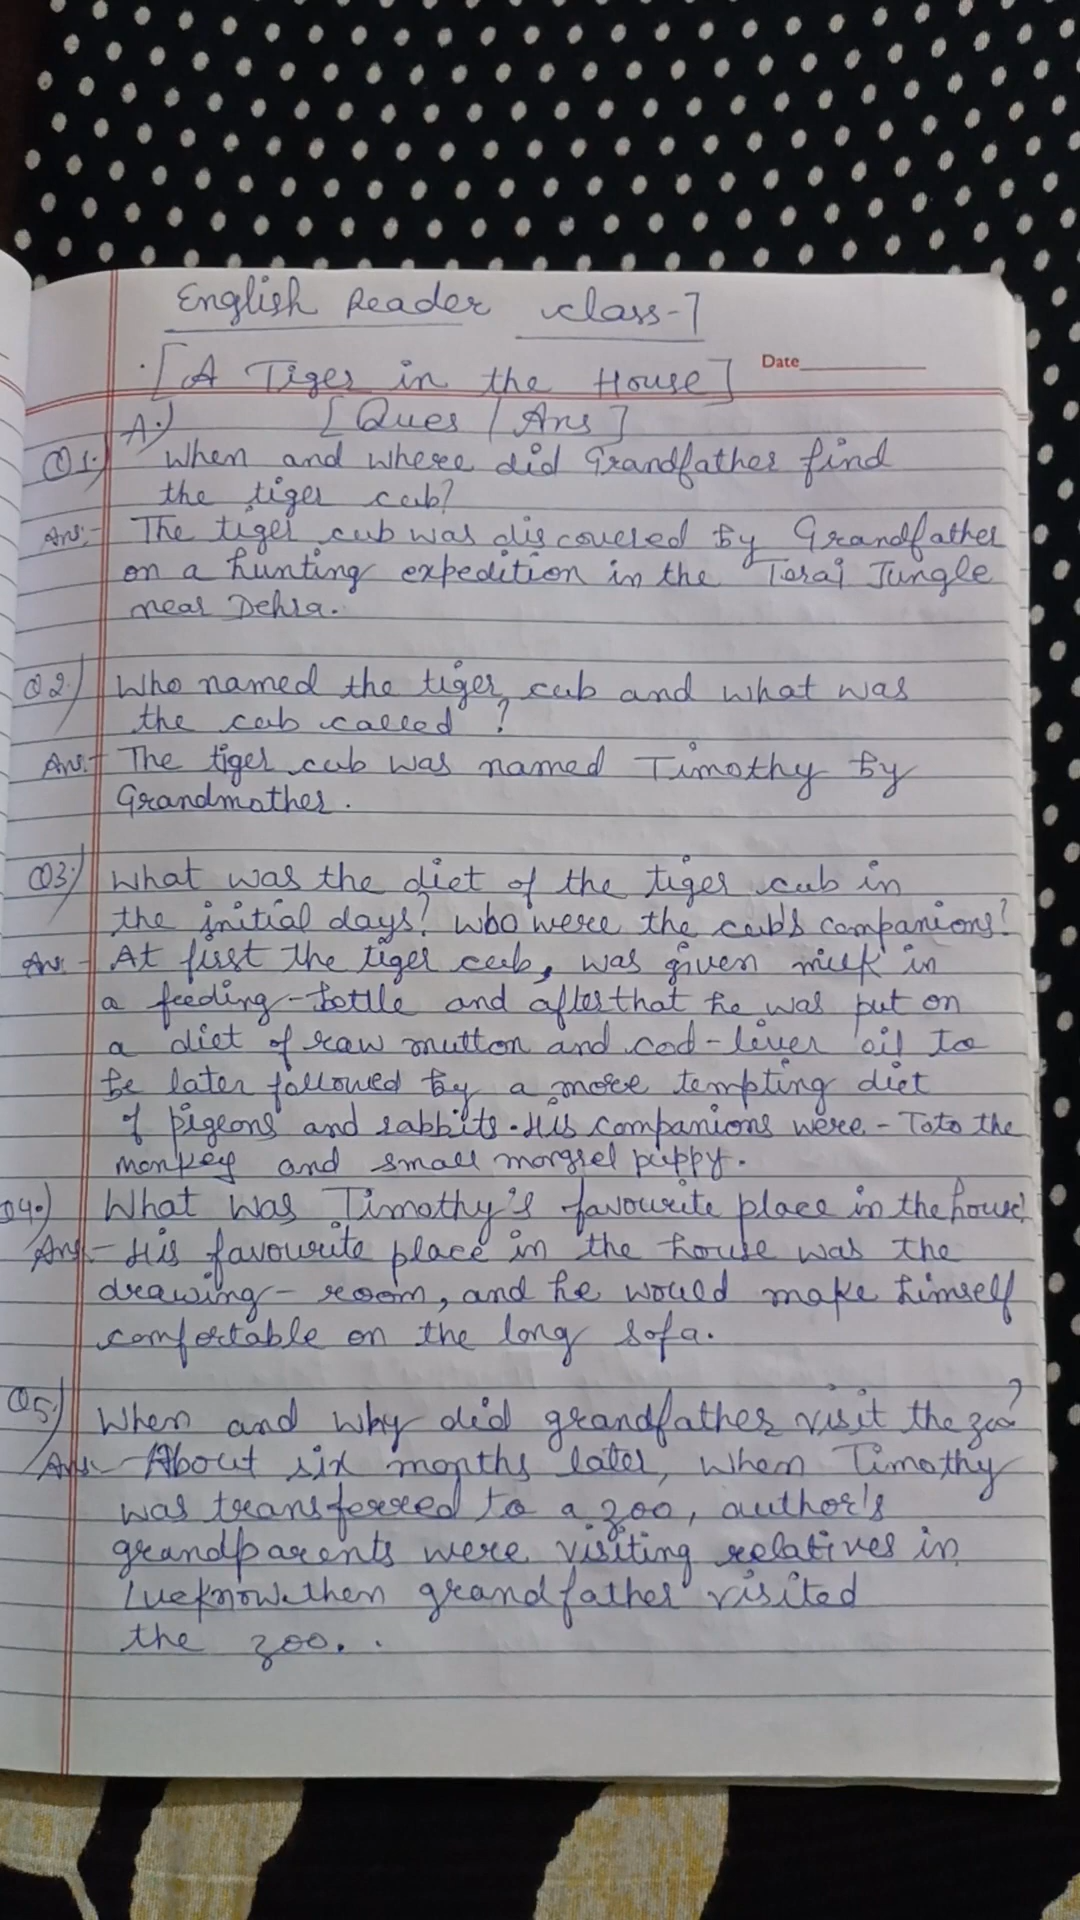 English Reader class-7
[A Tiger in the House]
Date
A.) [Ques / Ans]
Q1.) When and where did Grandfather find
the tiger cub?
Ans:- The tiger cub was discovered by Grandfather
on a hunting expedition in the Terai Jungle
near Dehra.
Q2.) Who named the tiger cub and what was
the cub called ?
Ans:- The tiger cub was named Timothy by
Grandmother.
Q3.) What was the diet of the tiger cub in
the initial days? Who were the cub's companions?
Ans:- At first the tiger cub, was given milk in
a feeding-bottle and after that he was put on
a diet of raw mutton and cod-liver oil to
be later followed by a more tempting diet
of pigeons and rabbits. His companions were - Toto the
monkey and small mongrel puppy.
Q4.) What was Timothy's favourite place in the house?
Ans.- His favourite place in the house was the
drawing-room, and he would make himself
comfortable on the long sofa.
Q5.) When and why did grandfather visit the zoo?
Ans.- About six months later, when Timothy
was transferred to a zoo, author's
grandparents were visiting relatives in
Lucknow.then grandfather visited
the zoo..